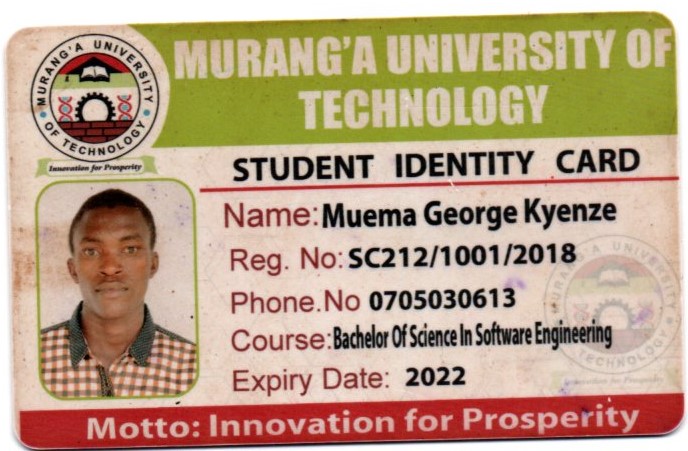 MURANG'A UNIVERSITY OF
TECHNOLOGY
MURANG'A UNIVERSITY
OF TECHNOLOGY
Innovation for Prosperity
STUDENT IDENTITY CARD
Name: Muema George Kyenze
Reg. No: SC212/1001/2018
Phone.No 0705030613
Course: Bachelor Of Science In Software Engineering
Expiry Date: 2022
MURANG'A UNIVERSITY
OF TECHNOLOGY
Innovation for Prosperity
Motto: Innovation for Prosperity